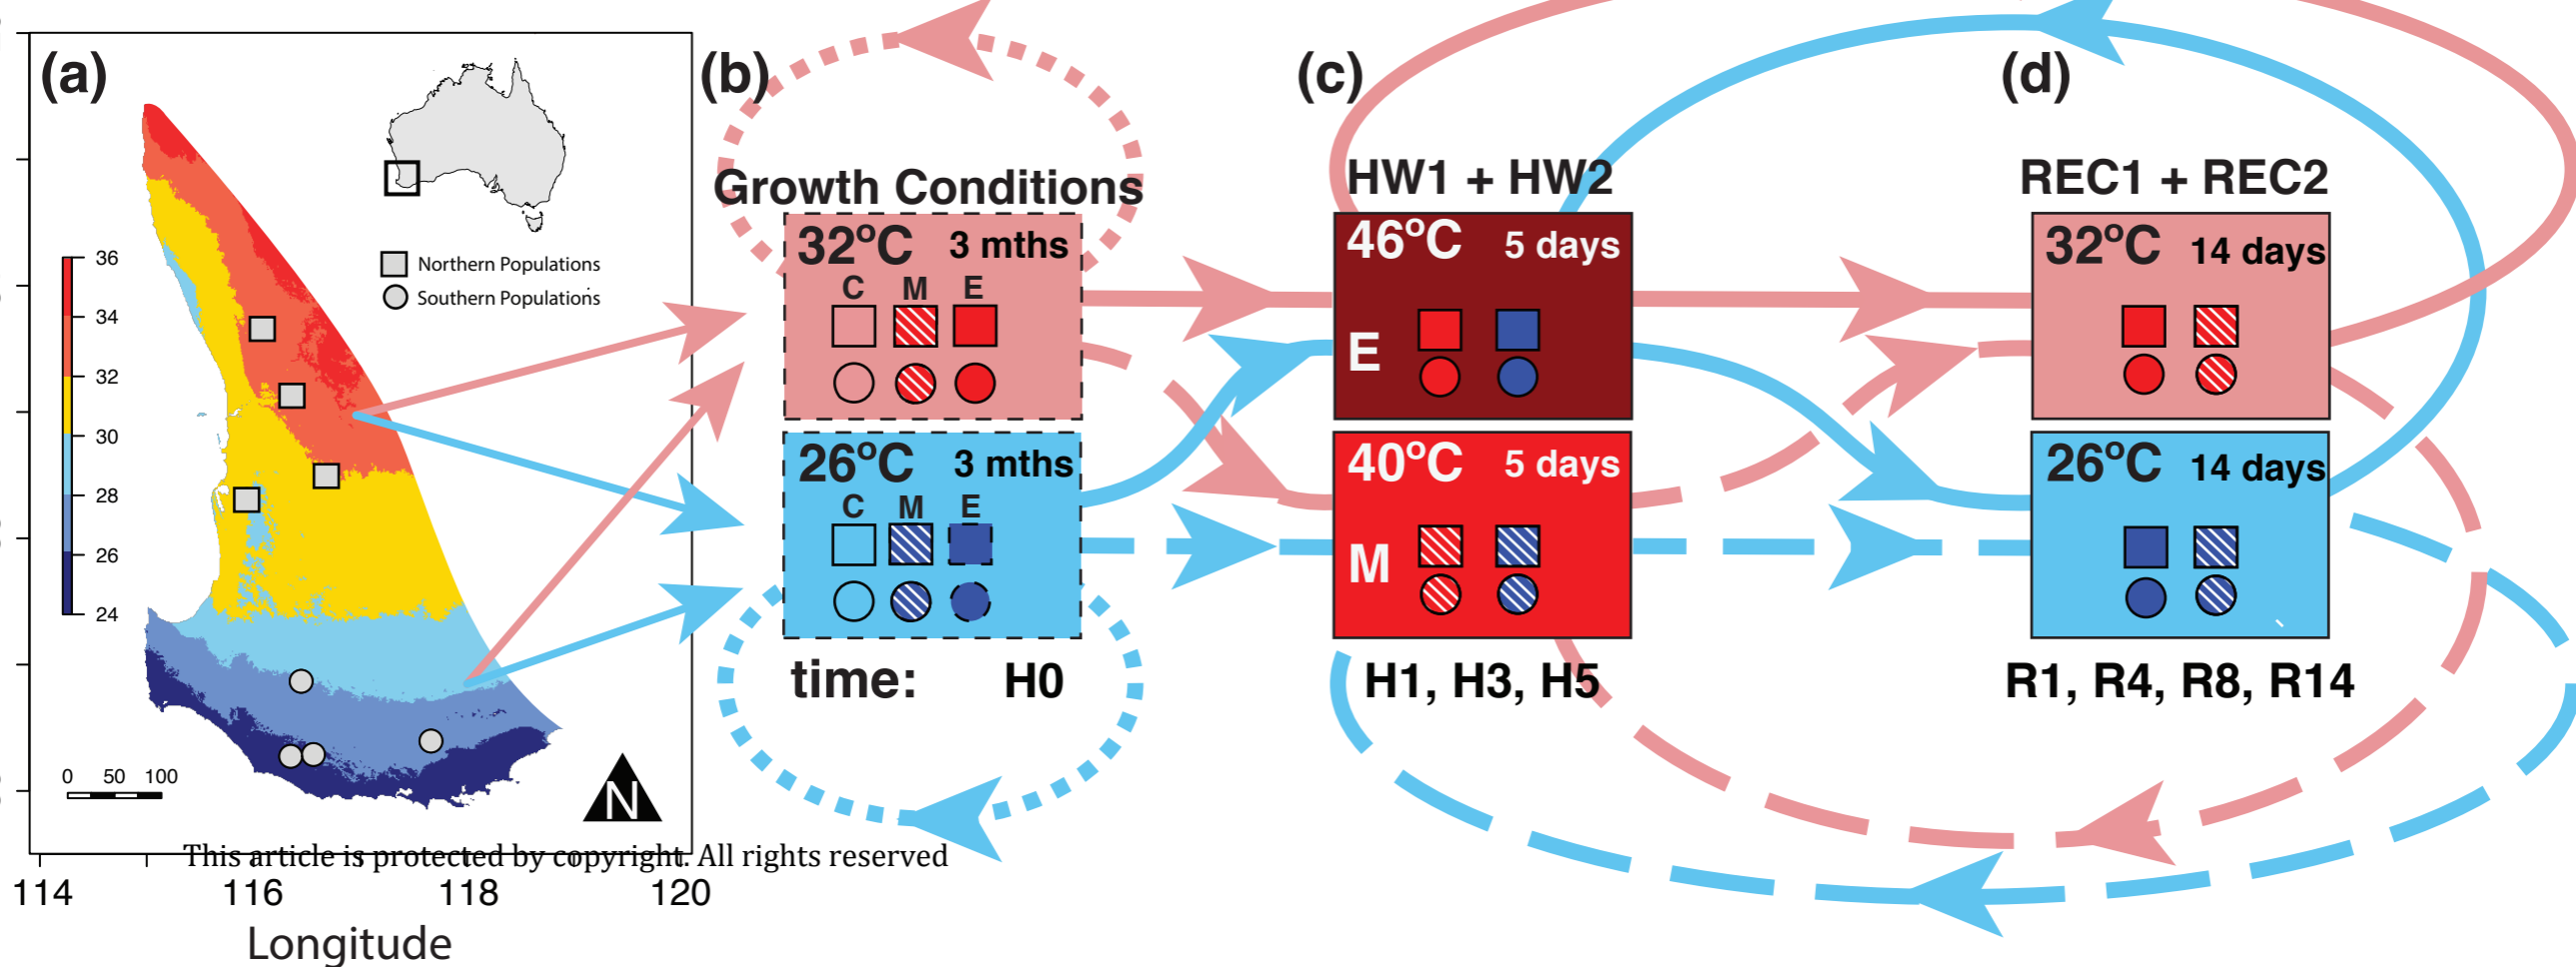 (a)
Northern Populations
Southern Populations
36
34
32
30
28
26
24
0 50 100
N
114 116 118 120
Longitude
This article is protected by copyright. All rights reserved
(b)
Growth Conditions
32°C 3 mths
C M E
26°C 3 mths
C M E
time: H0
(c)
HW1 + HW2
46°C 5 days
E
40°C 5 days
M
H1, H3, H5
(d)
REC1 + REC2
32°C 14 days
26°C 14 days
R1, R4, R8, R14